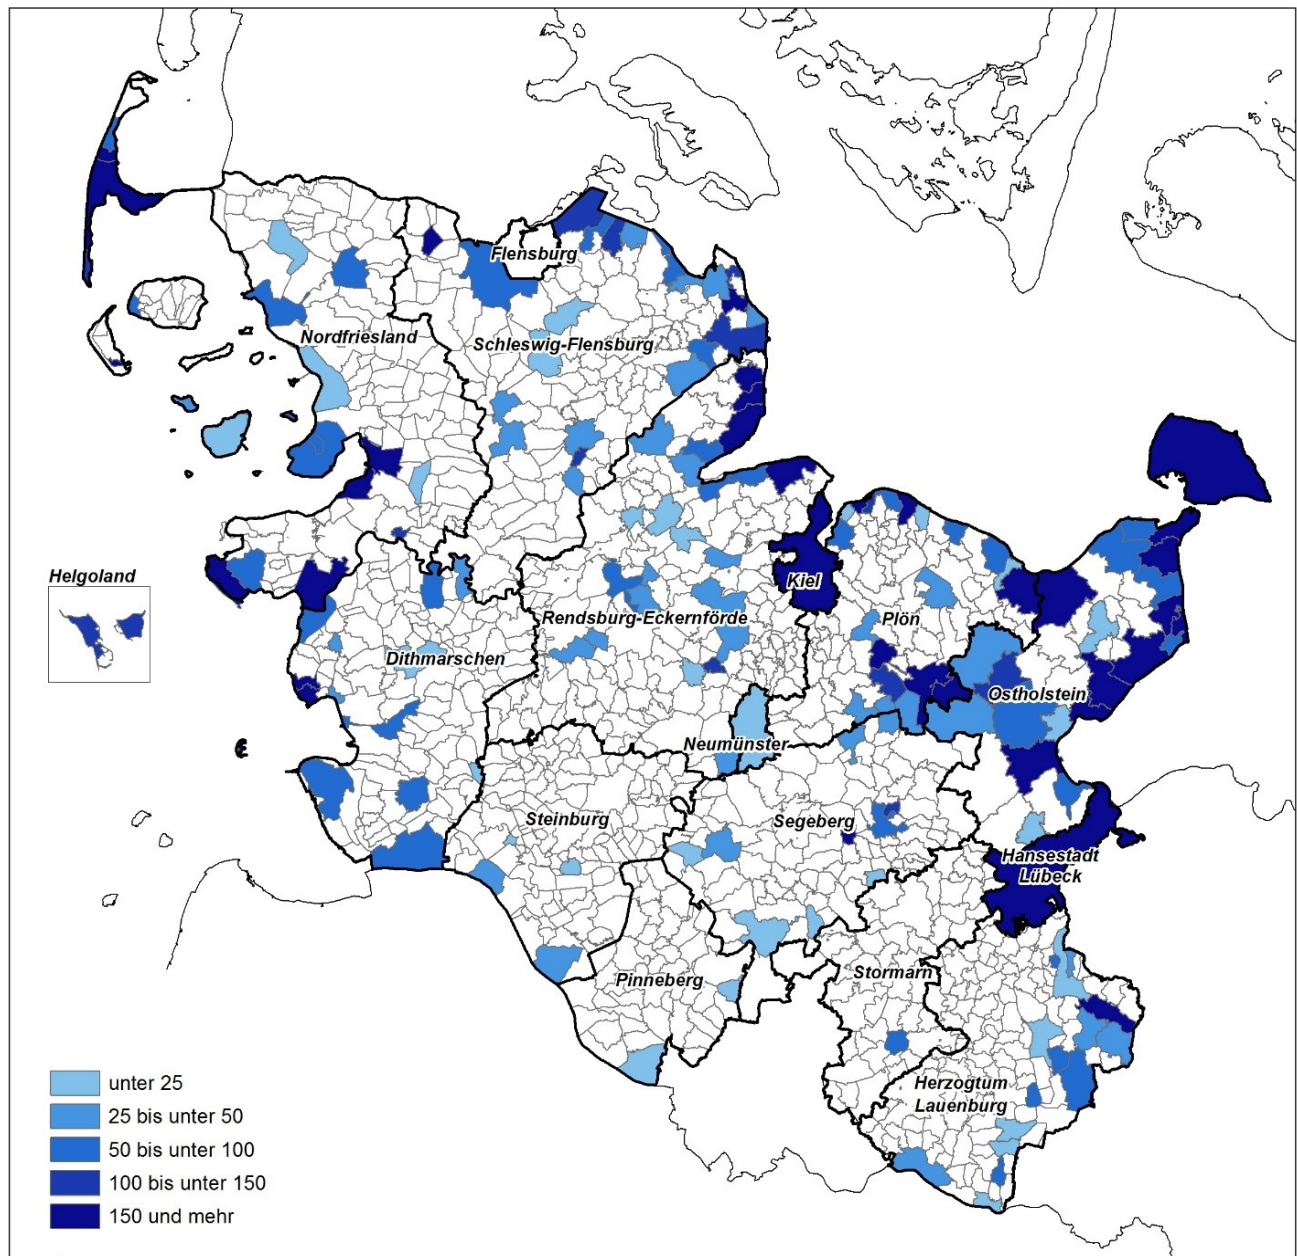 Flensburg
Nordfriesland
Schleswig-Flensburg
Helgoland
Kiel
Rendsburg-Eckernförde
Plön
Dithmarschen
Ostholstein
Neumünster
Steinburg
Segeberg
Hansestadt
Lübeck
Pinneberg
Stormarn
Herzogtum
Lauenburg
unter 25
25 bis unter 50
50 bis unter 100
100 bis unter 150
150 und mehr